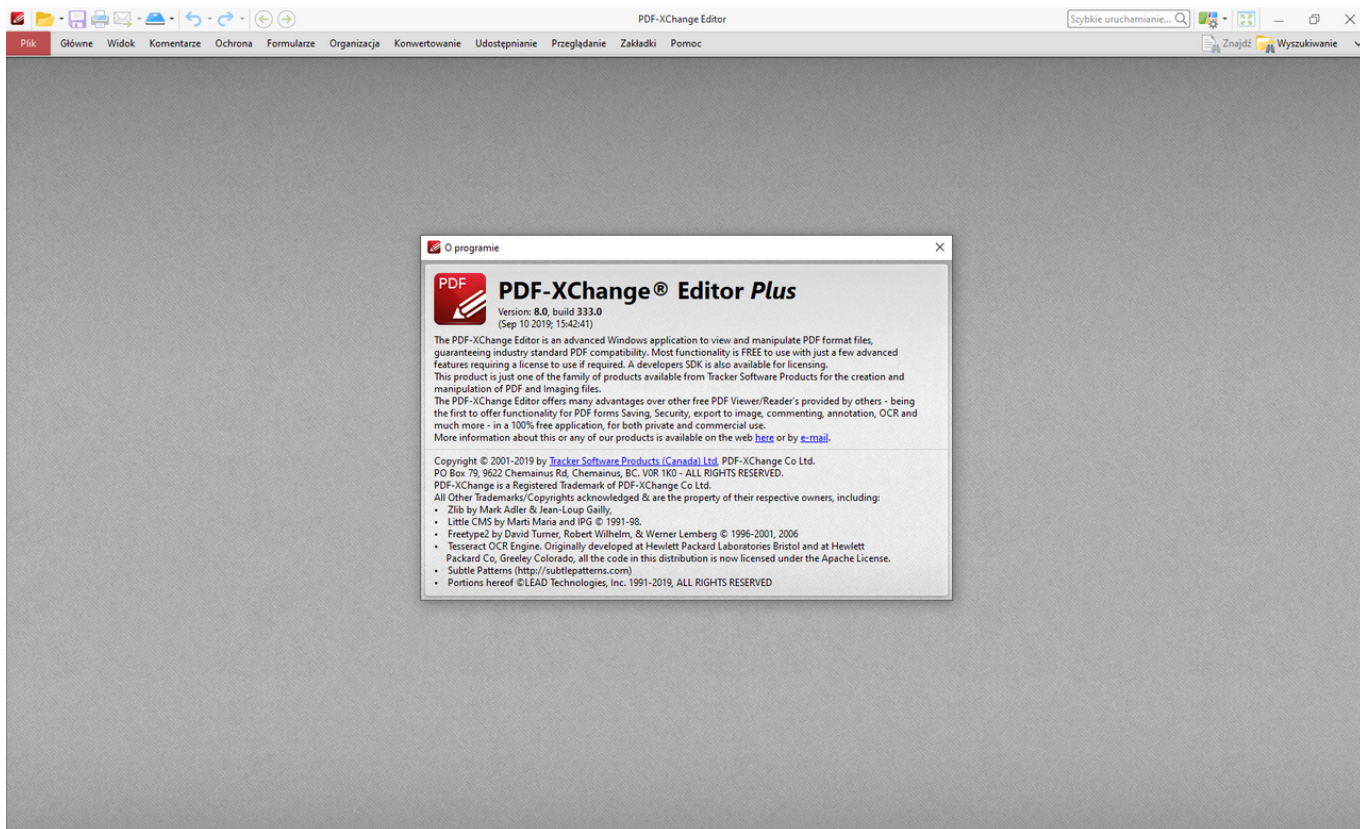 PDF-XChange Editor
Szybkie uruchamianie...
Plik Główne Widok Komentarze Ochrona Formularze Organizacja Konwertowanie Udostępnianie Przeglądanie Zakładki Pomoc
Znajdź Wyszukiwanie
O programie
PDF
PDF-XChange® Editor Plus
Version: 8.0, build 333.0
(Sep 10 2019; 15:42:41)
The PDF-XChange Editor is an advanced Windows application to view and manipulate PDF format files,
guaranteeing industry standard PDF compatibility. Most functionality is FREE to use with just a few advanced
features requiring a license to use if required. A developers SDK is also available for licensing.
This product is just one of the family of products available from Tracker Software Products for the creation and
manipulation of PDF and Imaging files.
The PDF-XChange Editor offers many advantages over other free PDF Viewer/Reader's provided by others - being
the first to offer functionality for PDF forms Saving, Security, export to image, commenting, annotation, OCR and
much more - in a 100% free application, for both private and commercial use.
More information about this or any of our products is available on the web here or by e-mail.
Copyright © 2001-2019 by Tracker Software Products (Canada) Ltd, PDF-XChange Co Ltd.
PO Box 79, 9622 Chemainus Rd, Chemainus, BC. V0R 1K0 - ALL RIGHTS RESERVED.
PDF-XChange is a Registered Trademark of PDF-XChange Co Ltd.
All Other Trademarks/Copyrights acknowledged & are the property of their respective owners, including:
• Zlib by Mark Adler & Jean-Loup Gailly,
• Little CMS by Marti Maria and IPG © 1991-98.
• Freetype2 by David Turner, Robert Wilhelm, & Werner Lemberg © 1996-2001, 2006
• Tesseract OCR Engine. Originally developed at Hewlett Packard Laboratories Bristol and at Hewlett
Packard Co, Greeley Colorado, all the code in this distribution is now licensed under the Apache License.
• Subtle Patterns (http://subtlepatterns.com)
• Portions hereof ©LEAD Technologies, Inc. 1991-2019, ALL RIGHTS RESERVED